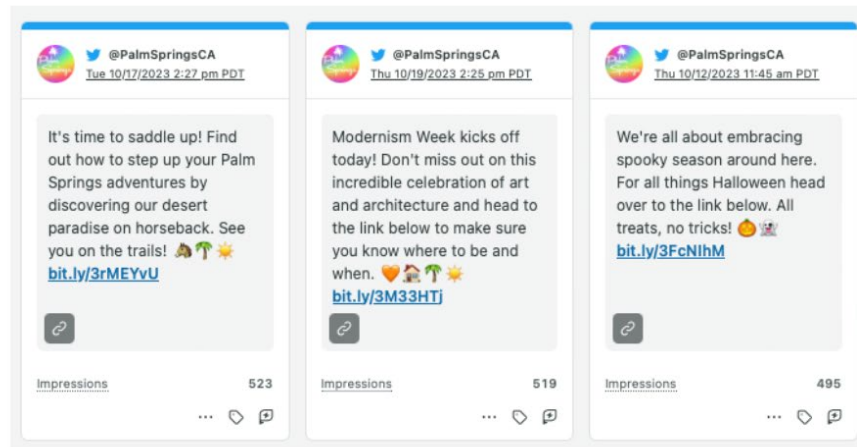 @PalmSpringsCA
Tue 10/17/2023 2:27 pm PDT
It's time to saddle up! Find
out how to step up your Palm
Springs adventures by
discovering our desert
paradise on horseback. See
you on the trails! 🐴🌴☀️
bit.ly/3rMEYvU
Impressions 523
@PalmSpringsCA
Thu 10/19/2023 2:25 pm PDT
Modernism Week kicks off
today! Don't miss out on this
incredible celebration of art
and architecture and head to
the link below to make sure
you know where to be and
when. 🧡🏠🌴☀️
bit.ly/3M33HTj
Impressions 519
@PalmSpringsCA
Thu 10/12/2023 11:45 am PDT
We're all about embracing
spooky season around here.
For all things Halloween head
over to the link below. All
treats, no tricks! 🎃👻
bit.ly/3FcNIhM
Impressions 495